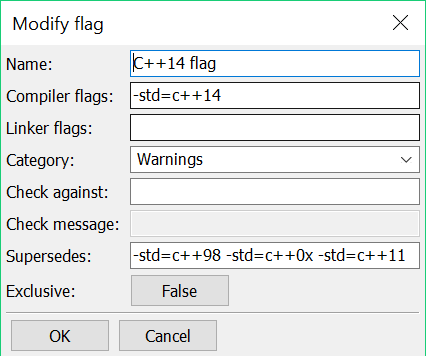 Modify flag
Name: C++14 flag
Compiler flags: -std=c++14
Linker flags:
Category: Warnings
Check against:
Check message:
Supersedes: -std=c++98 -std=c++0x -std=c++11
Exclusive: False
OK Cancel